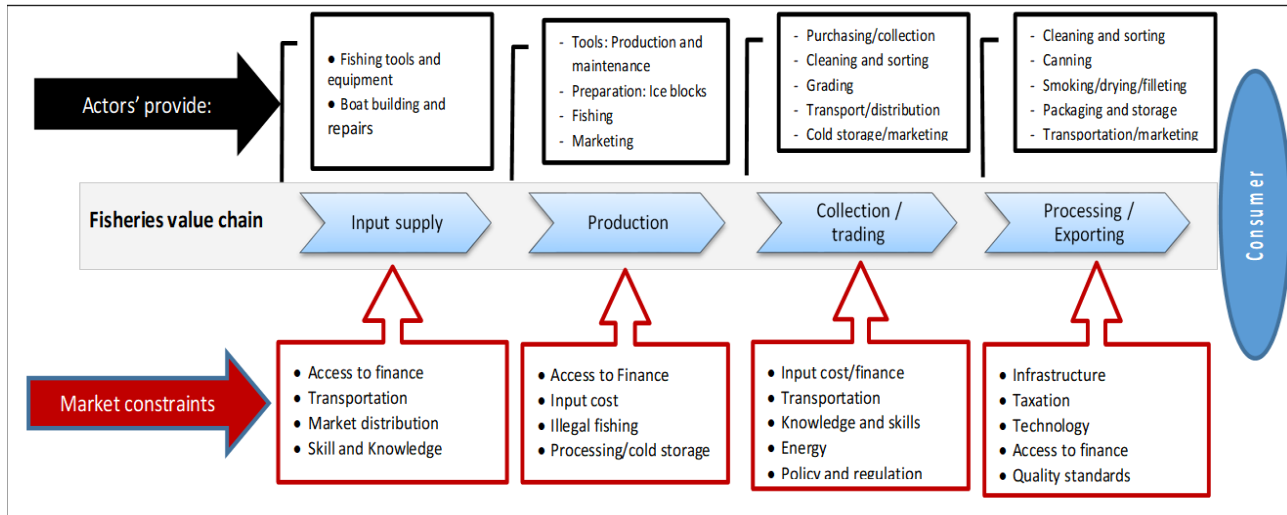 Actors' provide:
● Fishing tools and
equipment
● Boat building and
repairs
- Tools: Production and
maintenance
- Preparation: Ice blocks
- Fishing
- Marketing
- Purchasing/collection
- Cleaning and sorting
- Grading
- Transport/distribution
- Cold storage/marketing
- Cleaning and sorting
- Canning
- Smoking/drying/filleting
- Packaging and storage
- Transportation/marketing
Fisheries value chain
Input supply
Production
Collection /
trading
Processing /
Exporting
Consumer
Market constraints
● Access to finance
● Transportation
● Market distribution
● Skill and Knowledge
● Access to Finance
● Input cost
● Illegal fishing
● Processing/cold storage
● Input cost/finance
● Transportation
● Knowledge and skills
● Energy
● Policy and regulation
● Infrastructure
● Taxation
● Technology
● Access to finance
● Quality standards